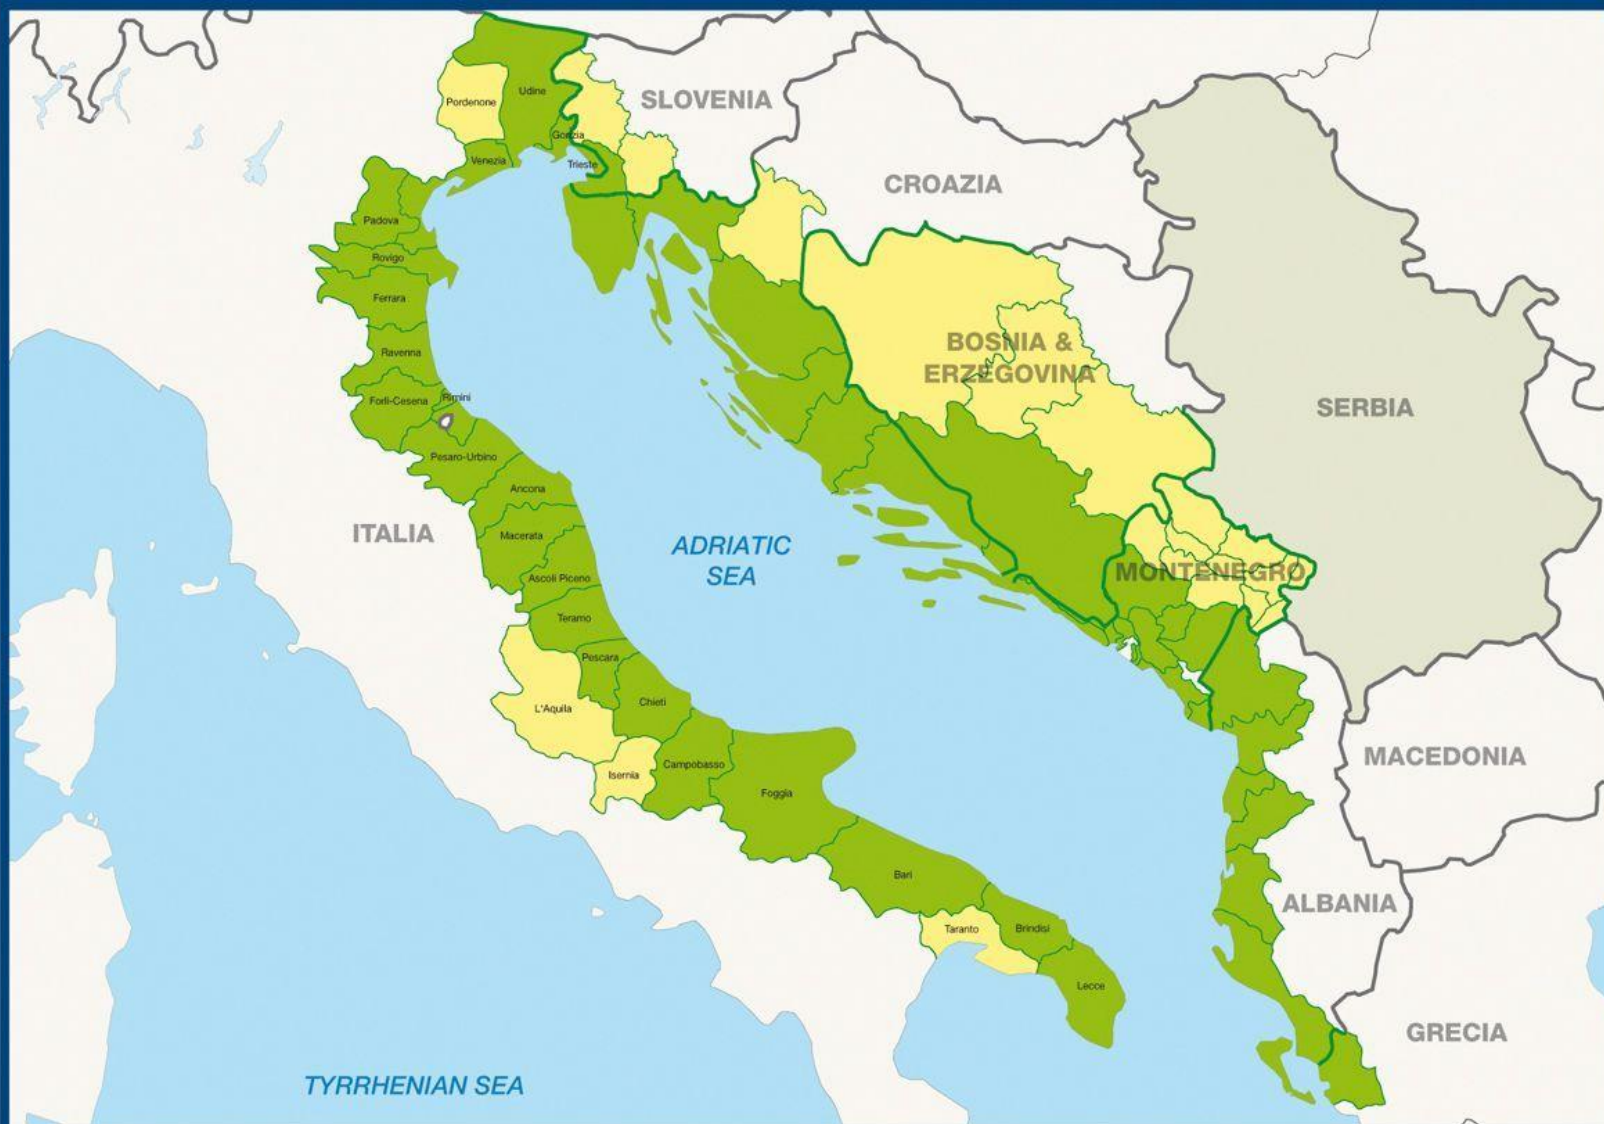 Udine
Pordenone
SLOVENIA
Gorizia
Venezia
Trieste
CROAZIA
Padova
Rovigo
Ferrara
BOSNIA &
ERZEGOVINA
Ravenna
Forlì-Cesena
Rimini
SERBIA
Pesaro-Urbino
Ancona
ITALIA
Macerata
ADRIATIC
SEA
Ascoli Piceno
MONTENEGRO
Teramo
Pescara
Chieti
L'Aquila
Campobasso
Isernia
MACEDONIA
Foggia
Bari
ALBANIA
Taranto
Brindisi
Lecce
GRECIA
TYRRHENIAN SEA